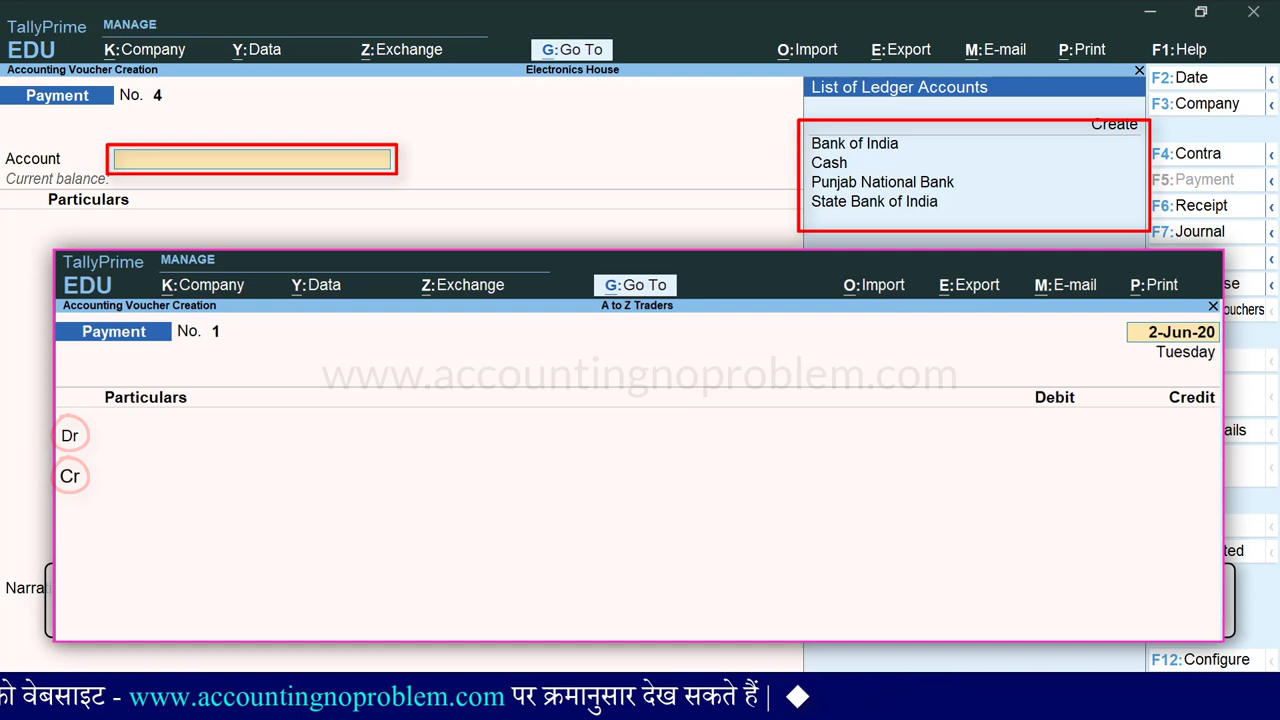 TallyPrime MANAGE
EDU K:Company Y:Data Z:Exchange G:Go To O:Import E:Export M:E-mail P:Print F1:Help
Accounting Voucher Creation Electronics House
Payment No. 4
Account
Current balance:
Particulars
List of Ledger Accounts
Create
Bank of India
Cash
Punjab National Bank
State Bank of India
F2:Date
F3:Company
F4:Contra
F5:Payment
F6:Receipt
F7:Journal
TallyPrime MANAGE
EDU K:Company Y:Data Z:Exchange G:Go To O:Import E:Export M:E-mail P:Print
Accounting Voucher Creation A to Z Traders
Payment No. 1 2-Jun-20
Tuesday
www.accountingnoproblem.com
Particulars Debit Credit
Dr
Cr
F12:Configure
वेबसाइट - www.accountingnoproblem.com पर क्रमानुसार देख सकते हैं |